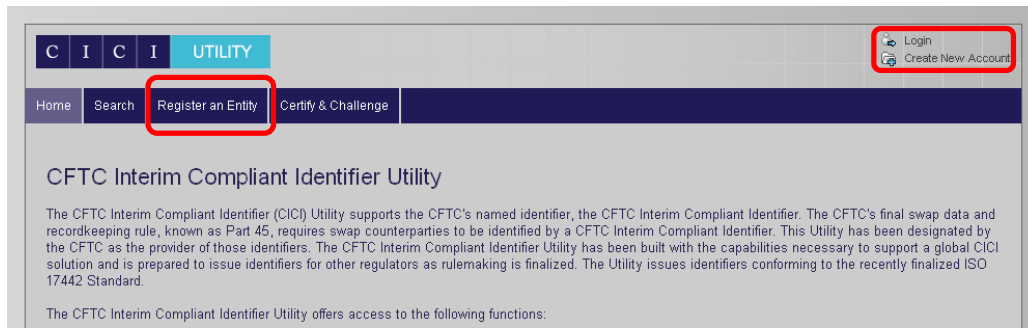 C I C I UTILITY
Login
Create New Account
Home Search Register an Entity Certify & Challenge
CFTC Interim Compliant Identifier Utility
The CFTC Interim Compliant Identifier (CICI) Utility supports the CFTC's named identifier, the CFTC Interim Compliant Identifier. The CFTC's final swap data and
recordkeeping rule, known as Part 45, requires swap counterparties to be identified by a CFTC Interim Compliant Identifier. This Utility has been designated by
the CFTC as the provider of those identifiers. The CFTC Interim Compliant Identifier Utility has been built with the capabilities necessary to support a global CICI
solution and is prepared to issue identifiers for other regulators as rulemaking is finalized. The Utility issues identifiers conforming to the recently finalized ISO
17442 Standard.
The CFTC Interim Compliant Identifier Utility offers access to the following functions: